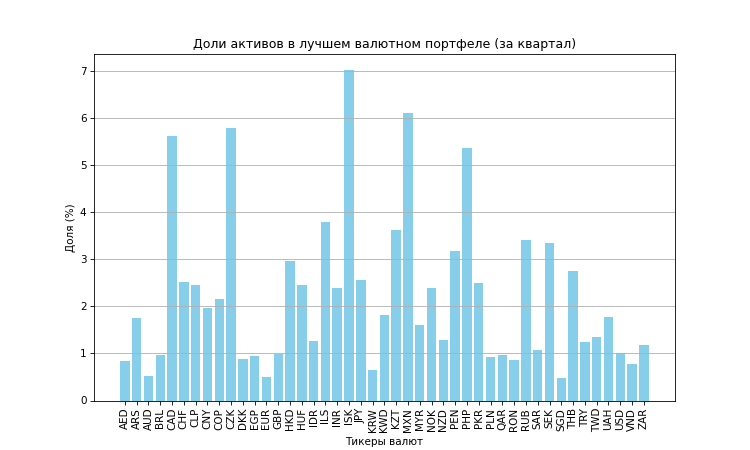 Доли активов в лучшем валютном портфеле (за квартал)
Доля (%)
7
6
5
4
3
2
1
0
AED ARS AUD BRL CAD CHF CLP CNY COP CZK DKK EGP EUR GBP HKD HUF IDR ILS INR ISK JPY KRW KWD KZT MXN MYR NOK NZD PEN PHP PKR PLN QAR RON RUB SAR SEK SGD THB TRY TWD UAH USD VND ZAR
Тикеры валют